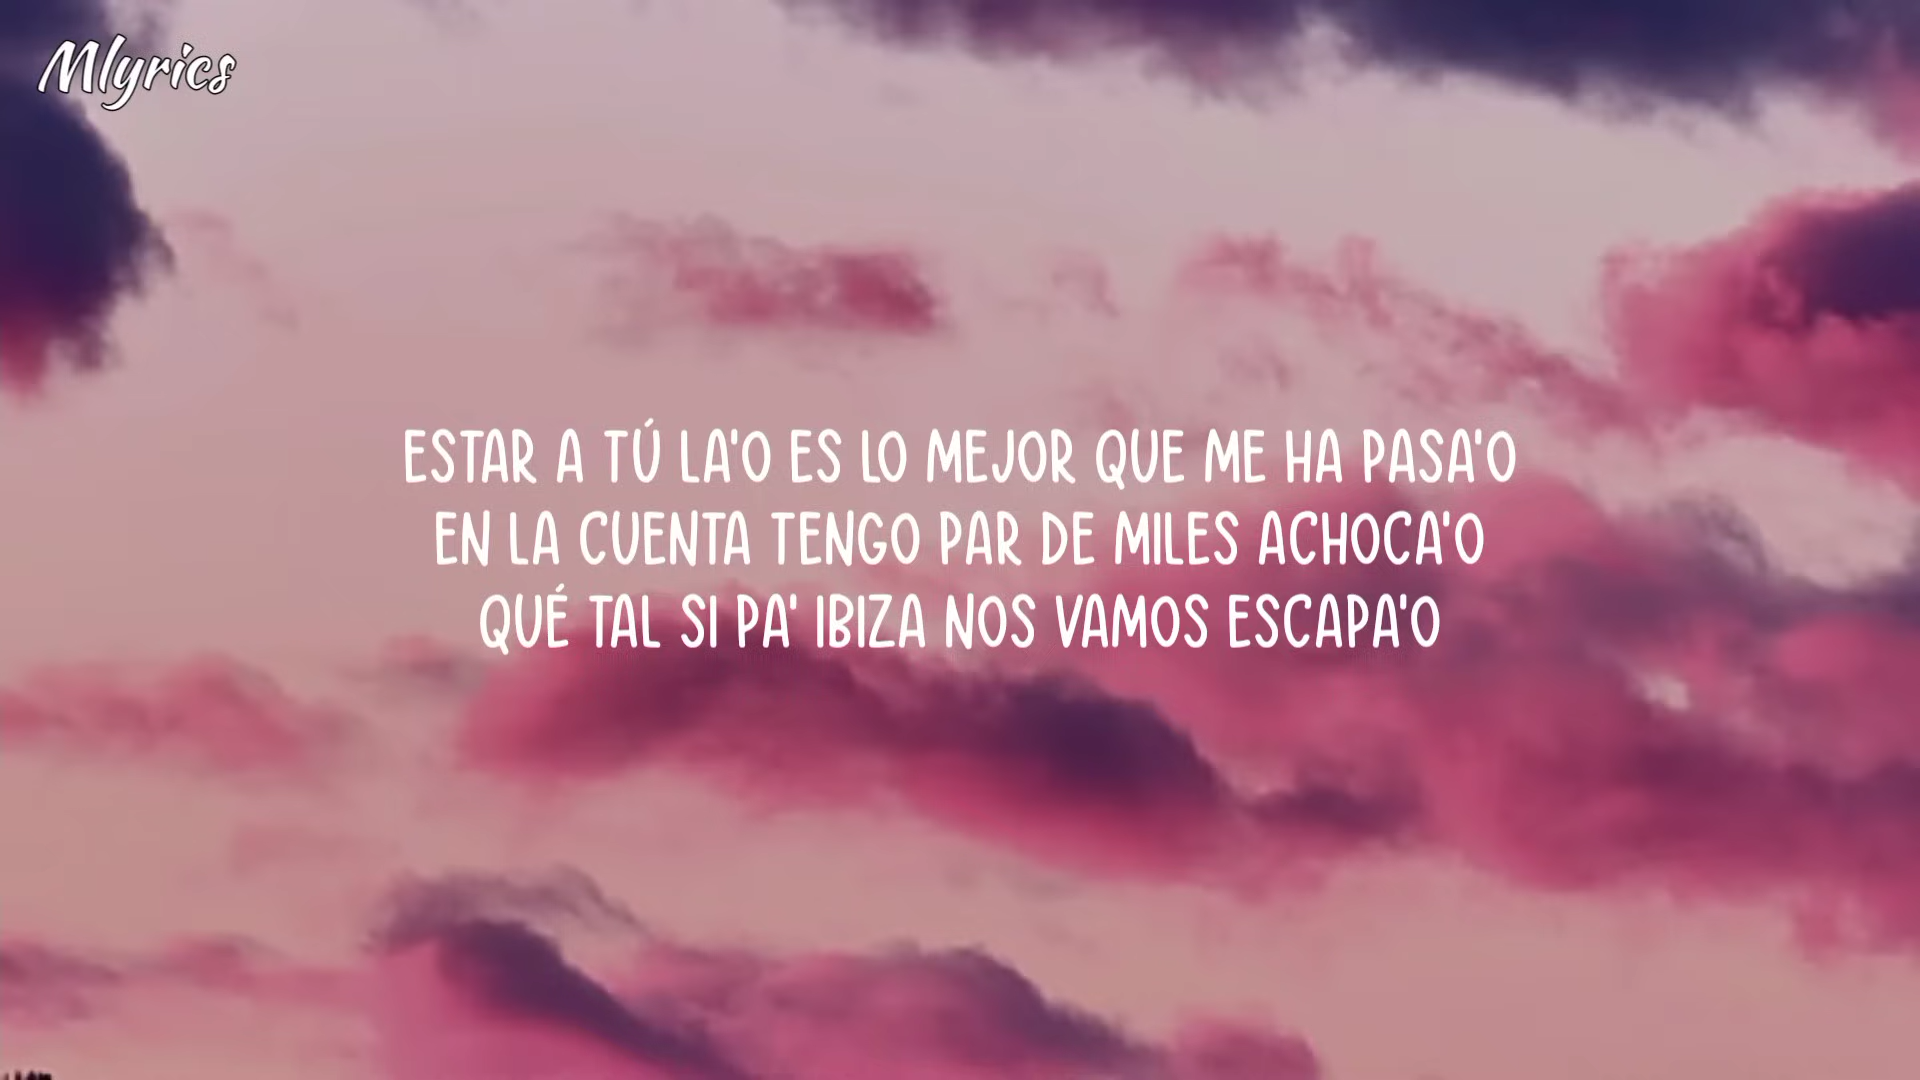 Mlyrics
ESTAR A TÚ LA'O ES LO MEJOR QUE ME HA PASA'O
EN LA CUENTA TENGO PAR DE MILES ACHOCA'O
QUÉ TAL SI PA' IBIZA NOS VAMOS ESCAPA'O